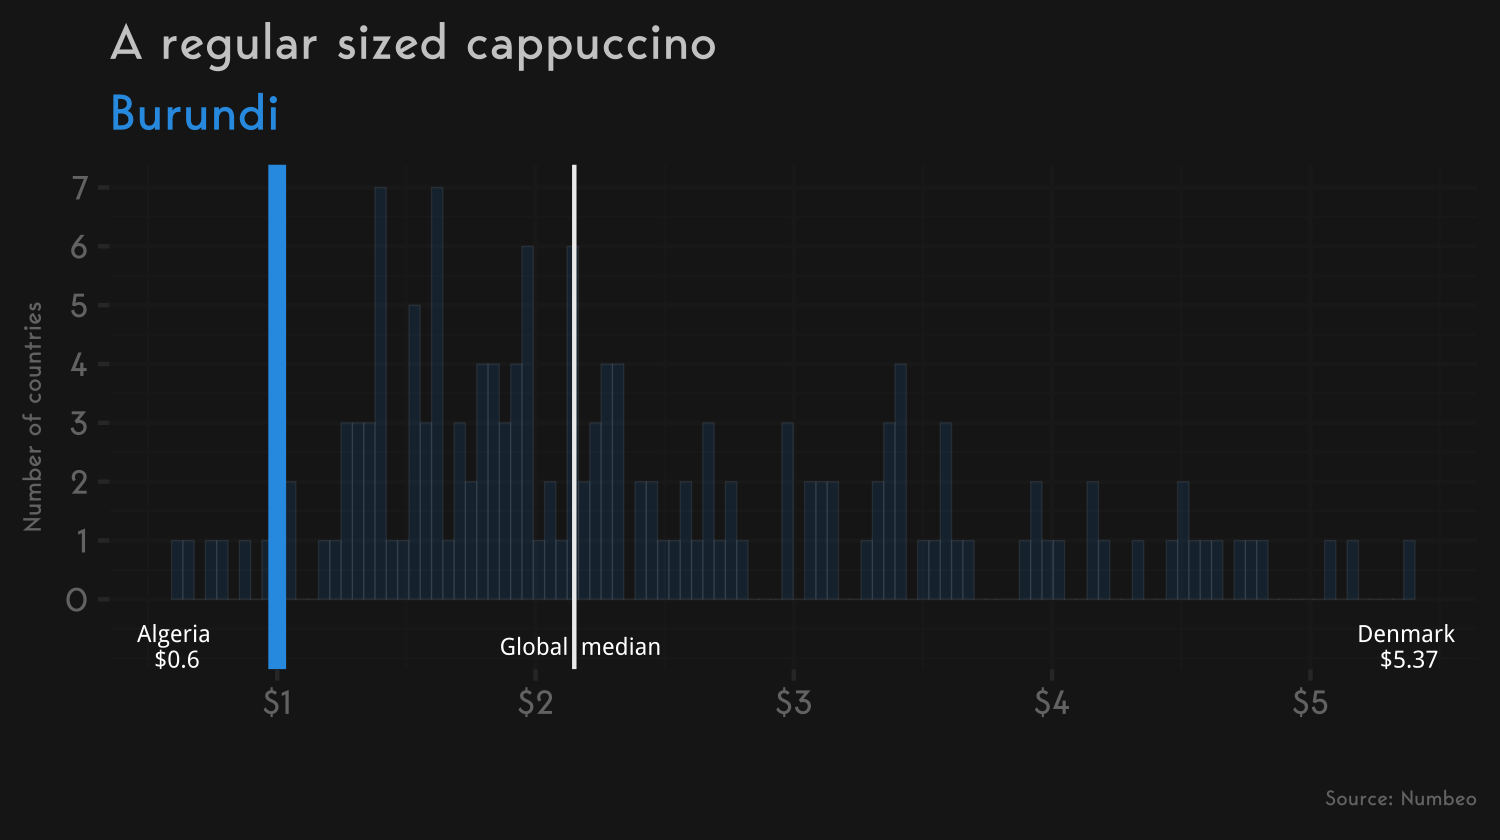 A regular sized cappuccino
Burundi
Number of countries
7
6
5
4
3
2
1
0
Algeria
$0.6
Global median
Denmark
$5.37
$1 $2 $3 $4 $5
Source: Numbeo